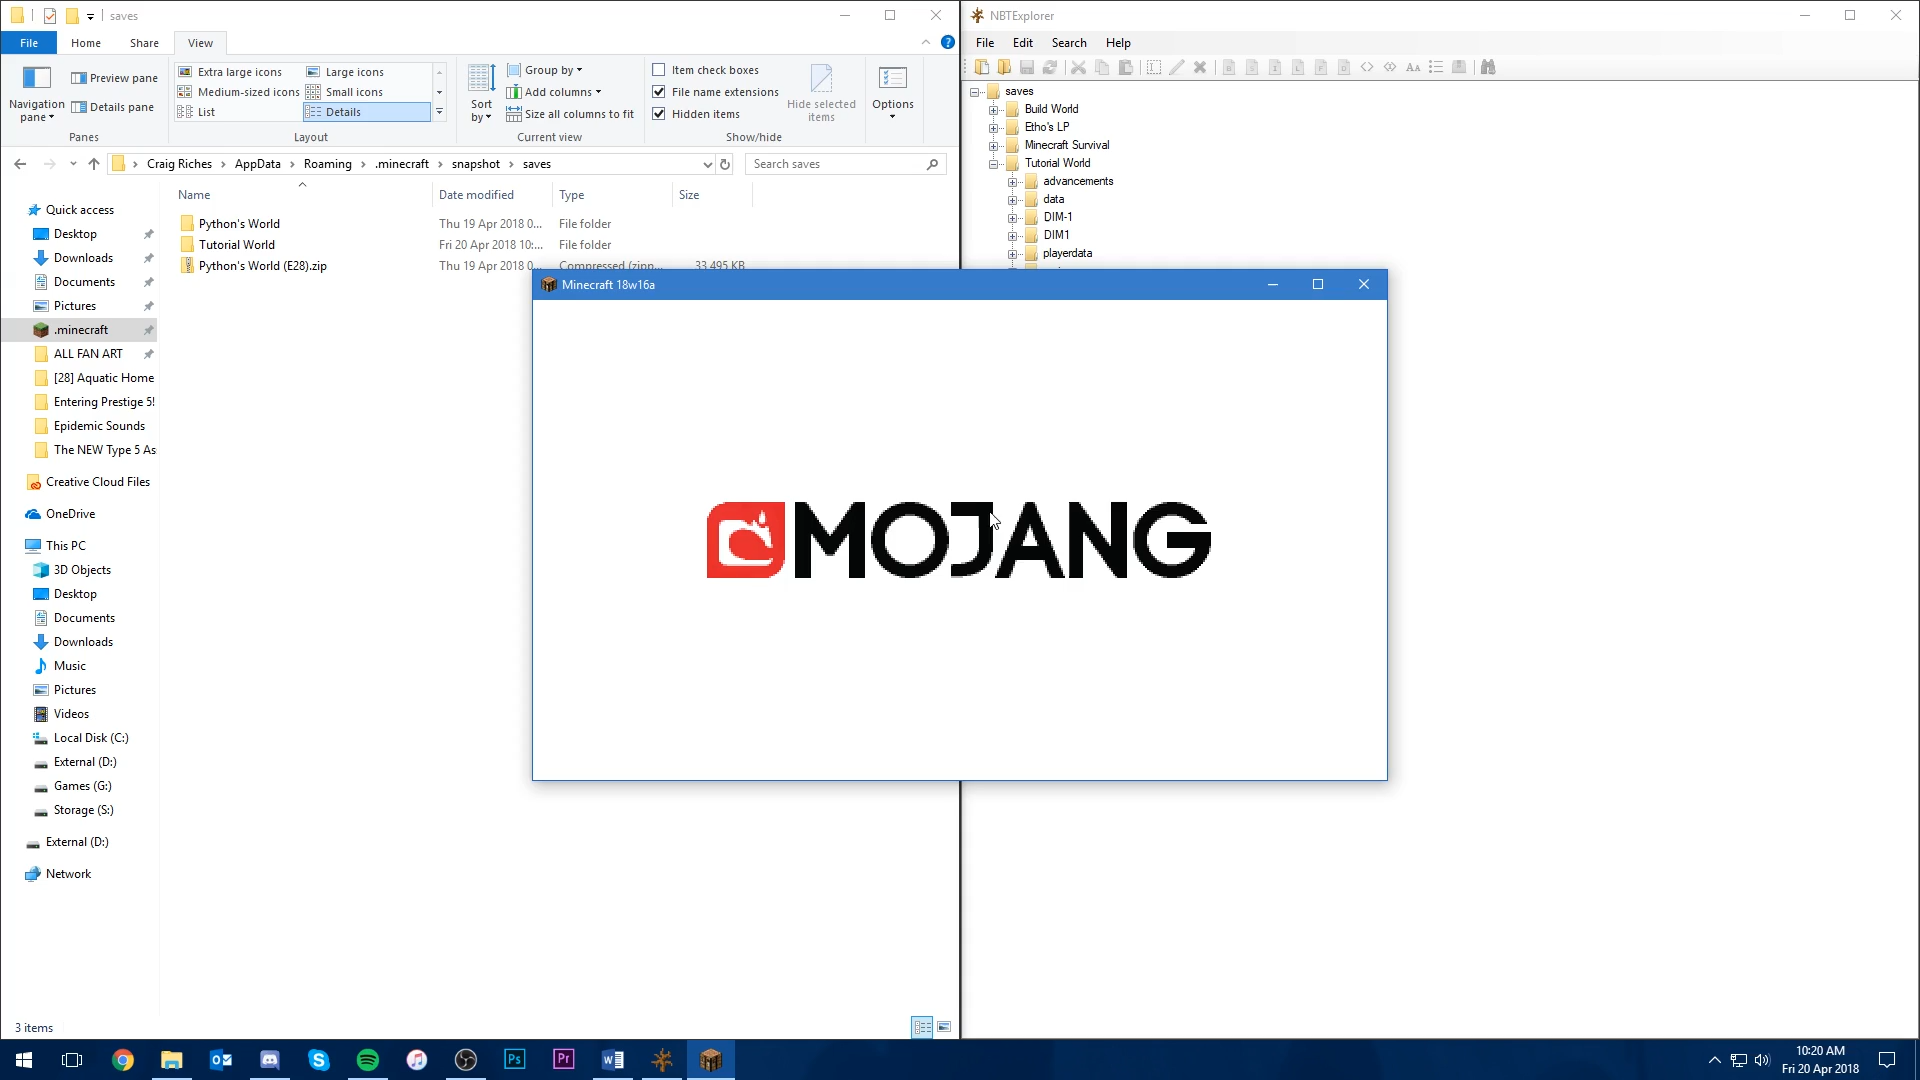 saves
File
Home
Share
View
Navigation pane
Preview pane
Details pane
Panes
Extra large icons
Large icons
Medium-sized icons
Small icons
List
Details
Layout
Sort by
Group by
Add columns
Size all columns to fit
Current view
Item check boxes
File name extensions
Hidden items
Hide selected items
Show/hide
Options
Craig Riches
AppData
Roaming
.minecraft
snapshot
saves
Search saves
Name
Date modified
Type
Size
Python's World
Thu 19 Apr 2018 0...
File folder
Tutorial World
Fri 20 Apr 2018 10:...
File folder
Python's World (E28).zip
Thu 19 Apr 2018 0...
Compressed (zipp...
33,495 KB
Quick access
Desktop
Downloads
Documents
Pictures
.minecraft
ALL FAN ART
[28] Aquatic Home
Entering Prestige 5!
Epidemic Sounds
The NEW Type 5 As
Creative Cloud Files
OneDrive
This PC
3D Objects
Desktop
Documents
Downloads
Music
Pictures
Videos
Local Disk (C:)
External (D:)
Games (G:)
Storage (S:)
External (D:)
Network
3 items
NBTExplorer
File
Edit
Search
Help
saves
Build World
Etho's LP
Minecraft Survival
Tutorial World
advancements
data
DIM-1
DIM1
playerdata
Minecraft 18w16a
MOJANG
10:20 AM
Fri 20 Apr 2018